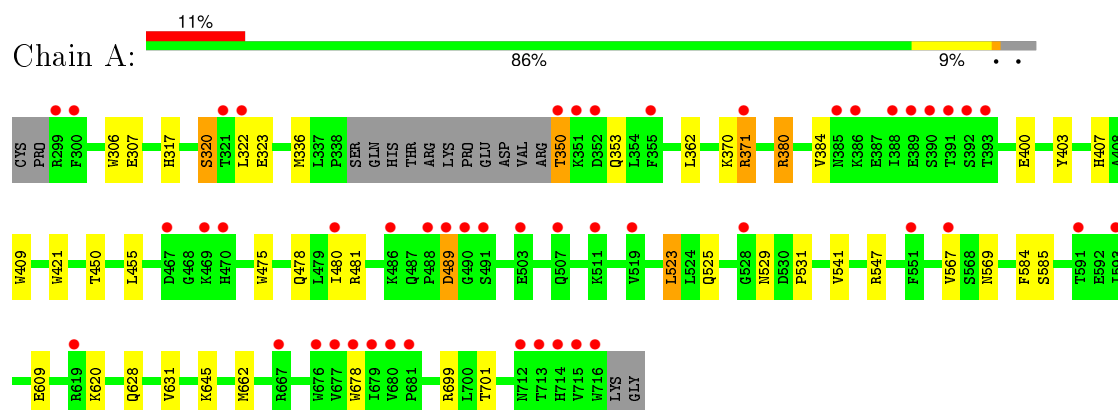 11%
Chain A:
86%
9%
CYS PRO R299 F300 W306 E307 H317 S320 T321 L322 E323 M336 L337 P338 SER GLN HIS THR ARG LYS PRO GLU ASP VAL ARG T350 K351 D352 Q353 L354 F355 L362 K370 R371 R380 V384 N385 K386 E387 I388 E389 S390 T391 S392 T393 E400 Y403 H407 A408
W409 W421 T450 L455 D467 G468 K469 H470 W475 Q478 L479 I480 R481 K486 Q487 P488 D489 G490 S491 E503 Q507 K511 V519 L523 L524 Q525 G528 N529 D530 P531 V541 R547 F551 V567 S568 N569 F584 S585 T591 E592 I593
E609 R619 K620 Q628 V631 K645 M662 R667 W676 V677 W678 I679 V680 P681 R699 L700 T701 N712 T713 H714 V715 W716 LYS GLY